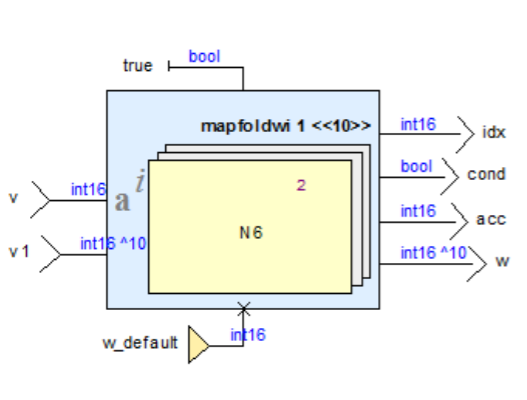 true bool
mapfoldwi 1 <<10>>
int16 idx
bool cond
int16 acc
int16 ^10 w
v int16
a i
v 1 int16 ^10
2
N6
w_default int16